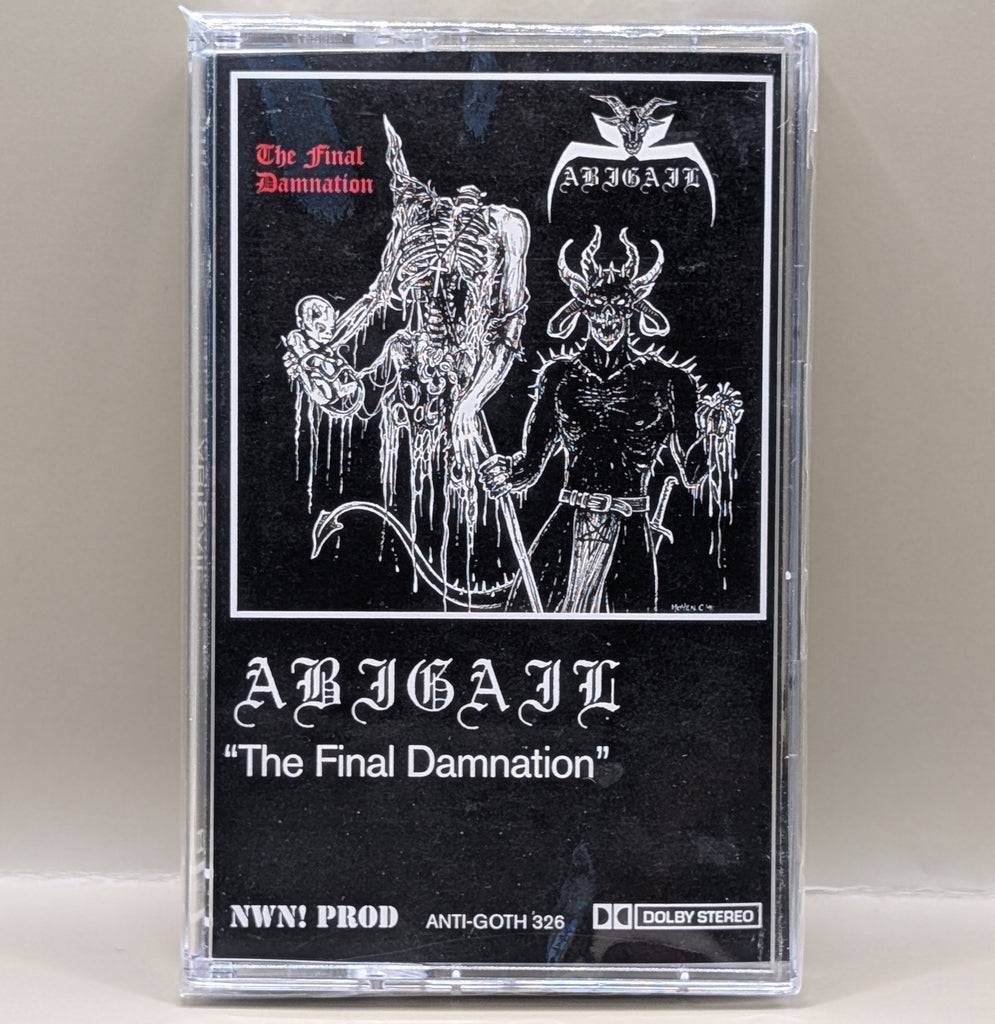 The Final
Damnation
ABIGAIL
ABIGAIL
“The Final Damnation”
NWN! PROD
ANTI-GOTH 326
DOLBY STEREO